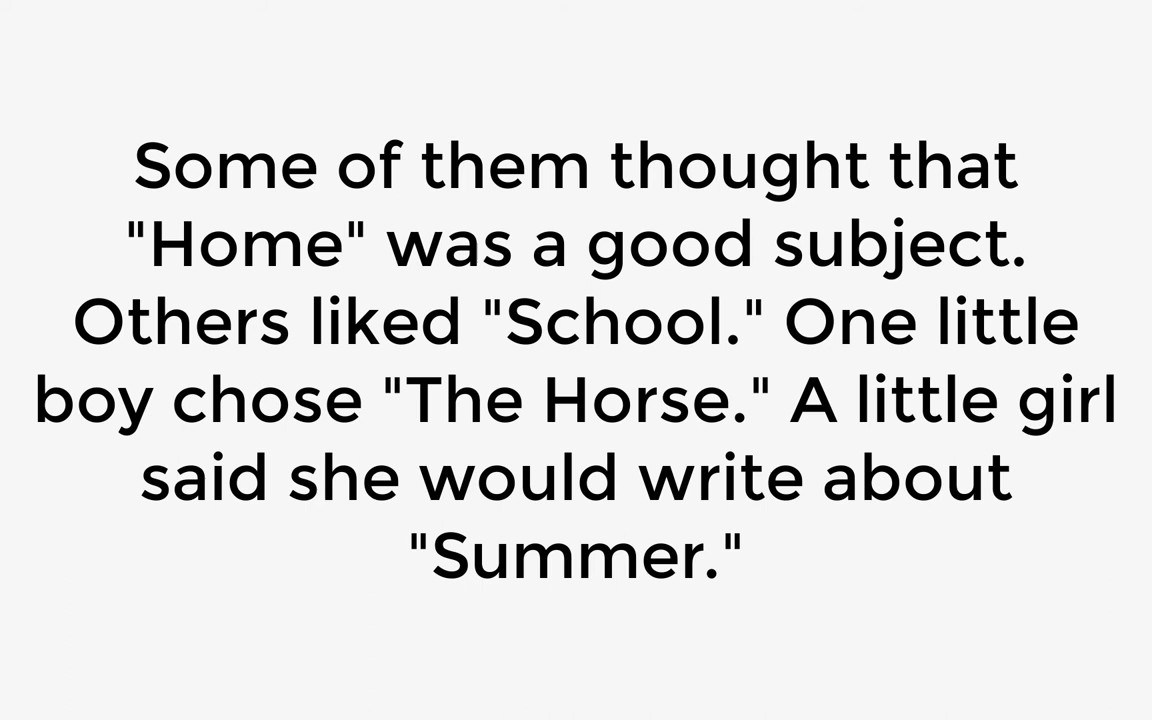 Some of them thought that
"Home" was a good subject.
Others liked "School." One little
boy chose "The Horse." A little girl
said she would write about
"Summer."